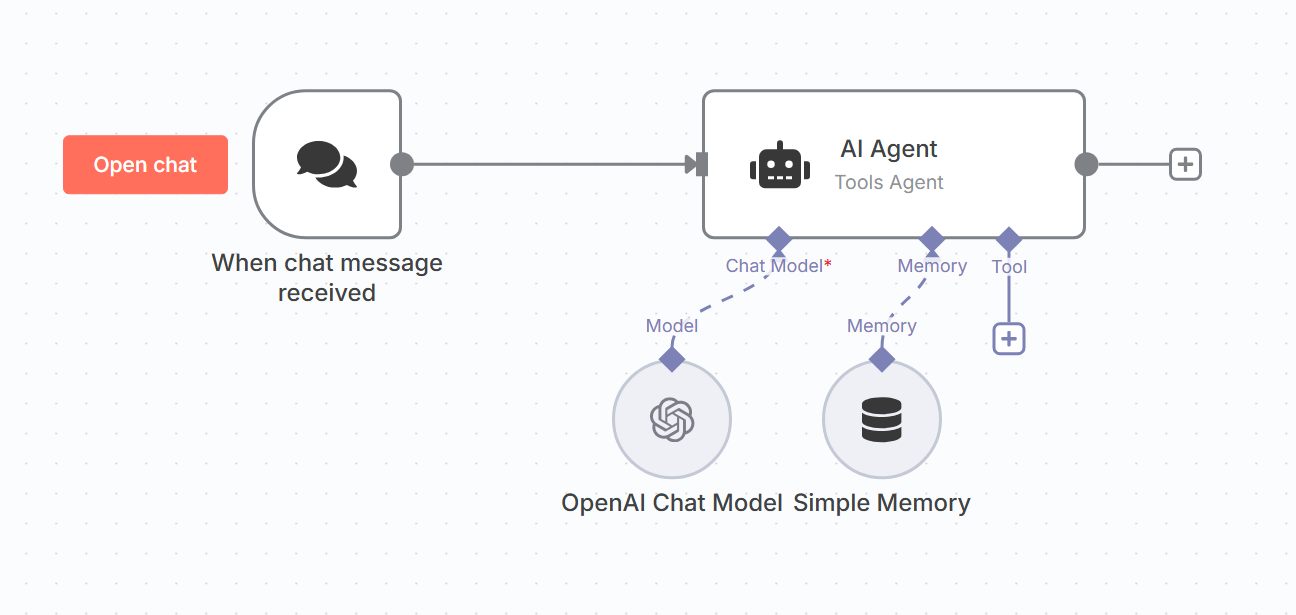 Open chat
When chat message
received
AI Agent
Tools Agent
Chat Model*
Memory
Tool
Model
Memory
OpenAI Chat Model
Simple Memory